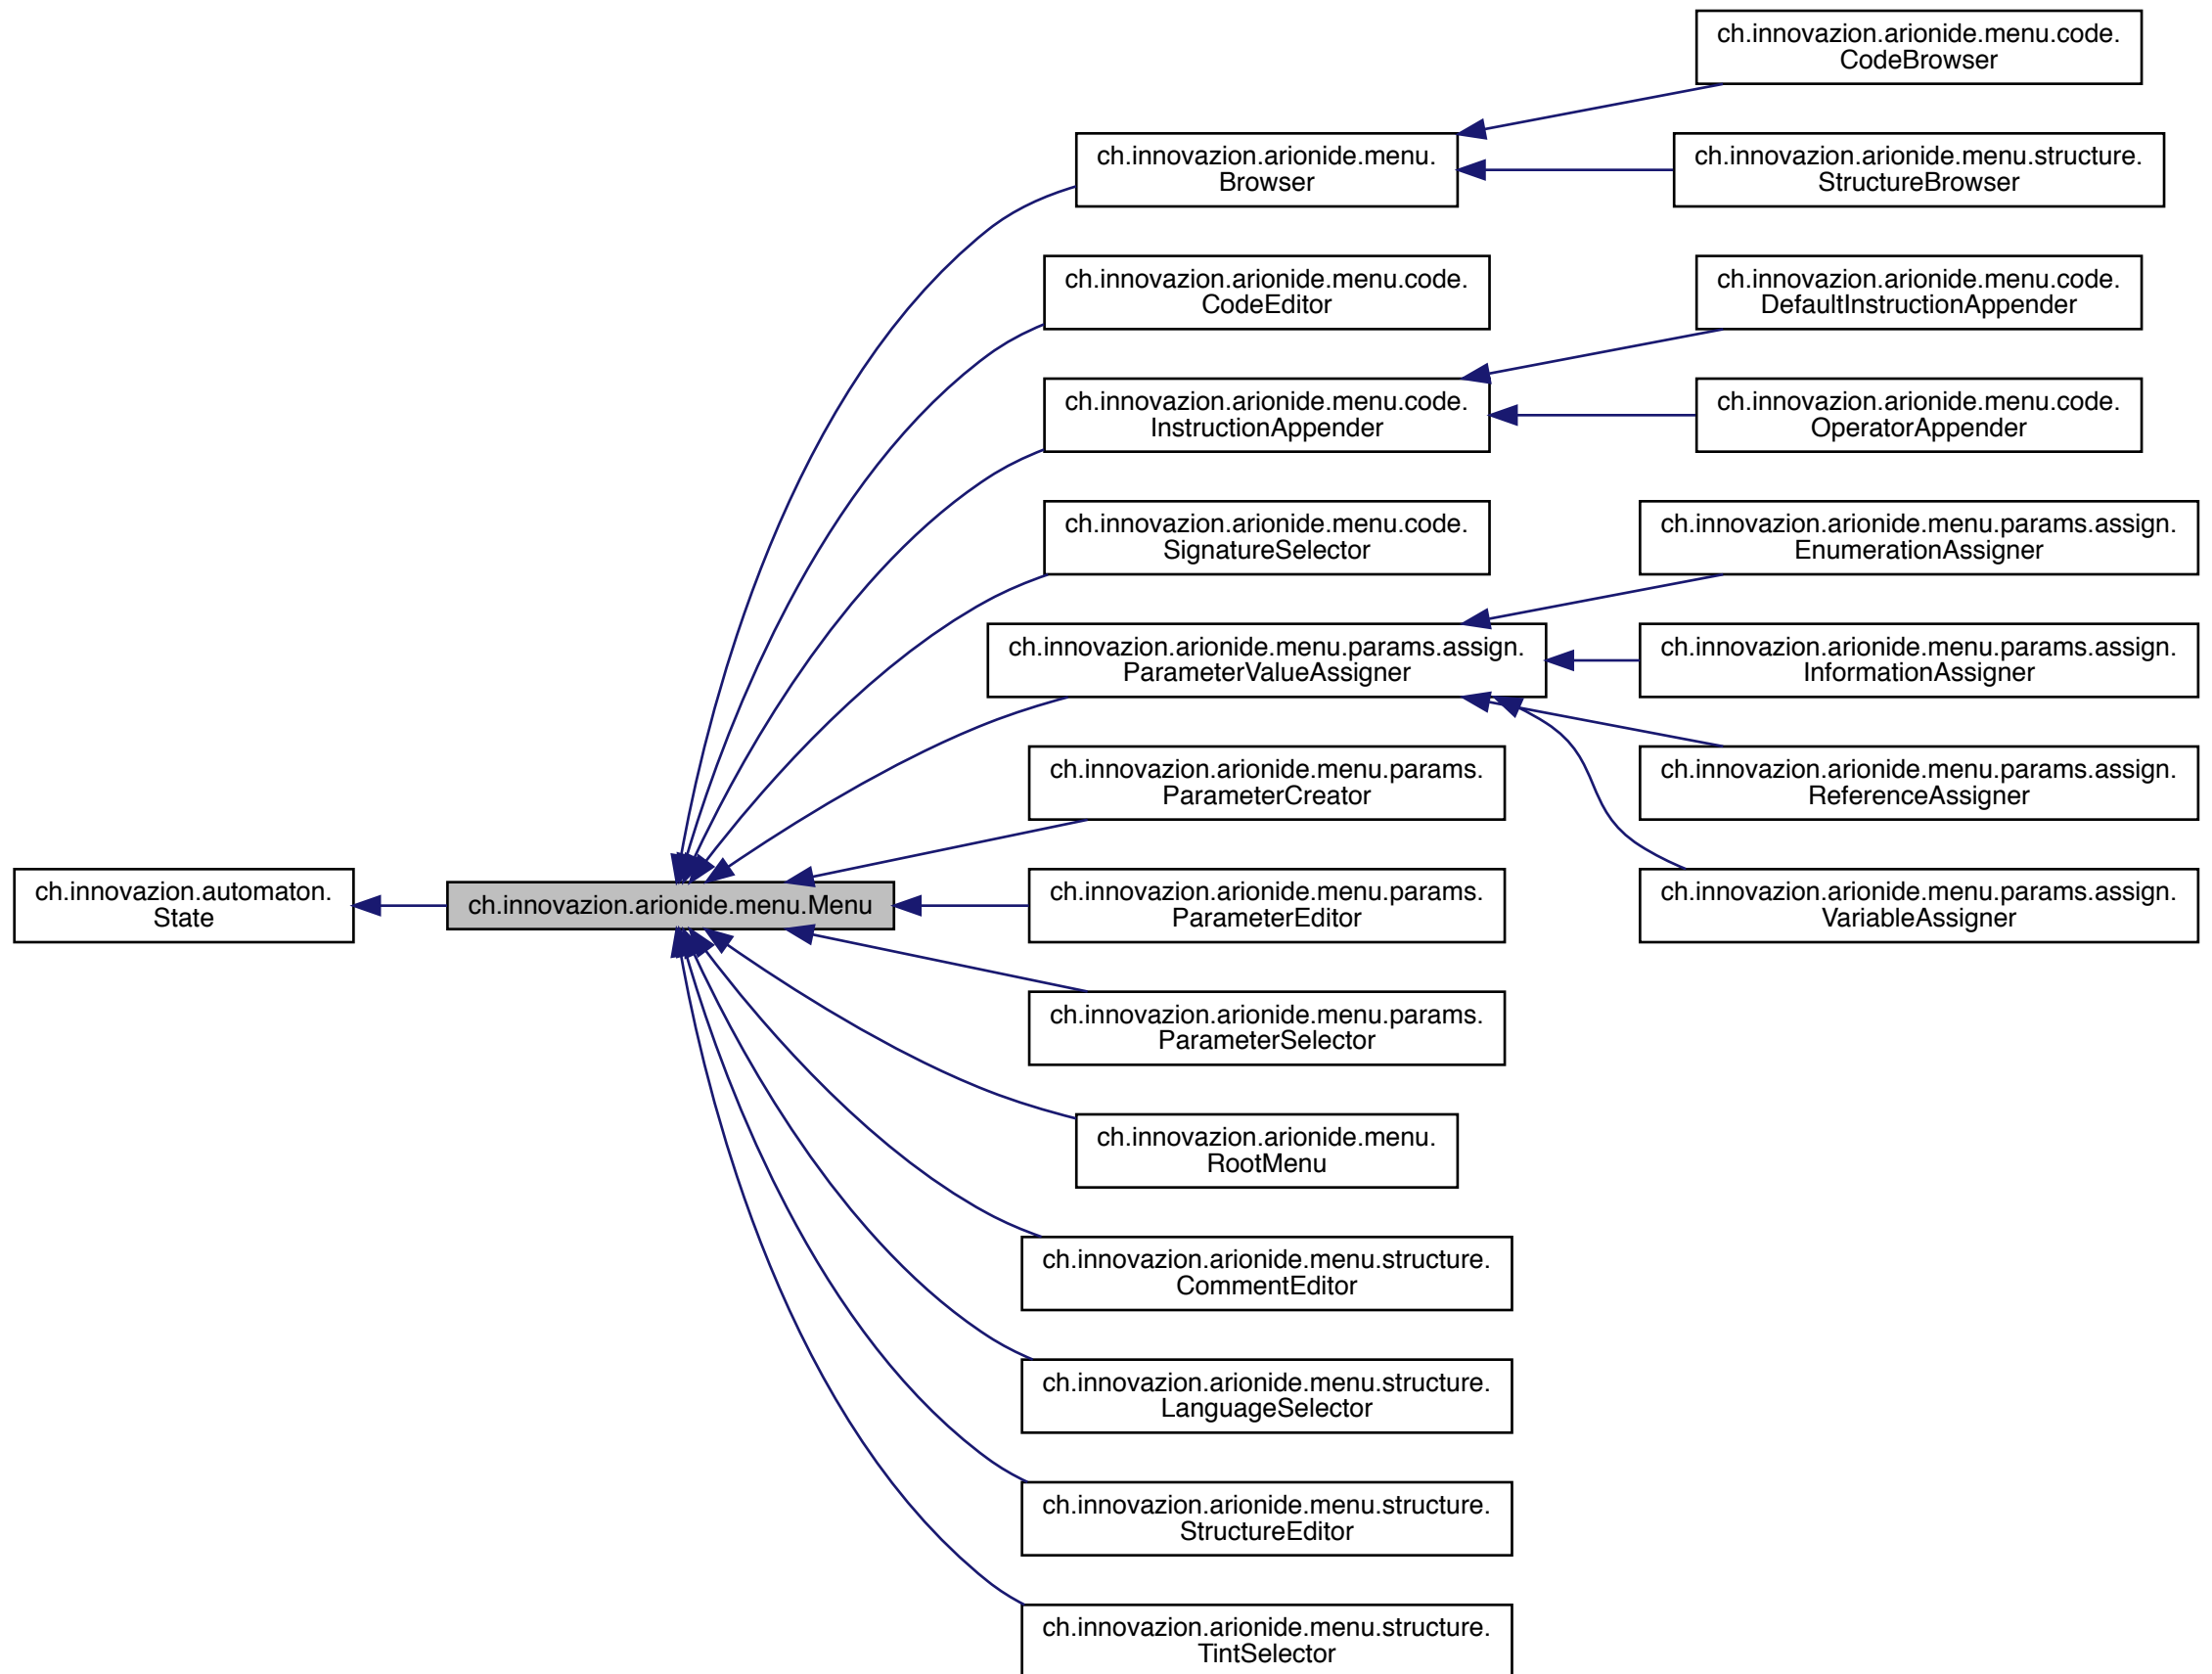 ch.innovazion.automaton.
State
ch.innovazion.arionide.menu.Menu
ch.innovazion.arionide.menu.
Browser
ch.innovazion.arionide.menu.code.
CodeEditor
ch.innovazion.arionide.menu.code.
InstructionAppender
ch.innovazion.arionide.menu.code.
SignatureSelector
ch.innovazion.arionide.menu.params.assign.
ParameterValueAssigner
ch.innovazion.arionide.menu.params.
ParameterCreator
ch.innovazion.arionide.menu.params.
ParameterEditor
ch.innovazion.arionide.menu.params.
ParameterSelector
ch.innovazion.arionide.menu.
RootMenu
ch.innovazion.arionide.menu.structure.
CommentEditor
ch.innovazion.arionide.menu.structure.
LanguageSelector
ch.innovazion.arionide.menu.structure.
StructureEditor
ch.innovazion.arionide.menu.structure.
TintSelector
ch.innovazion.arionide.menu.code.
CodeBrowser
ch.innovazion.arionide.menu.structure.
StructureBrowser
ch.innovazion.arionide.menu.code.
DefaultInstructionAppender
ch.innovazion.arionide.menu.code.
OperatorAppender
ch.innovazion.arionide.menu.params.assign.
EnumerationAssigner
ch.innovazion.arionide.menu.params.assign.
InformationAssigner
ch.innovazion.arionide.menu.params.assign.
ReferenceAssigner
ch.innovazion.arionide.menu.params.assign.
VariableAssigner